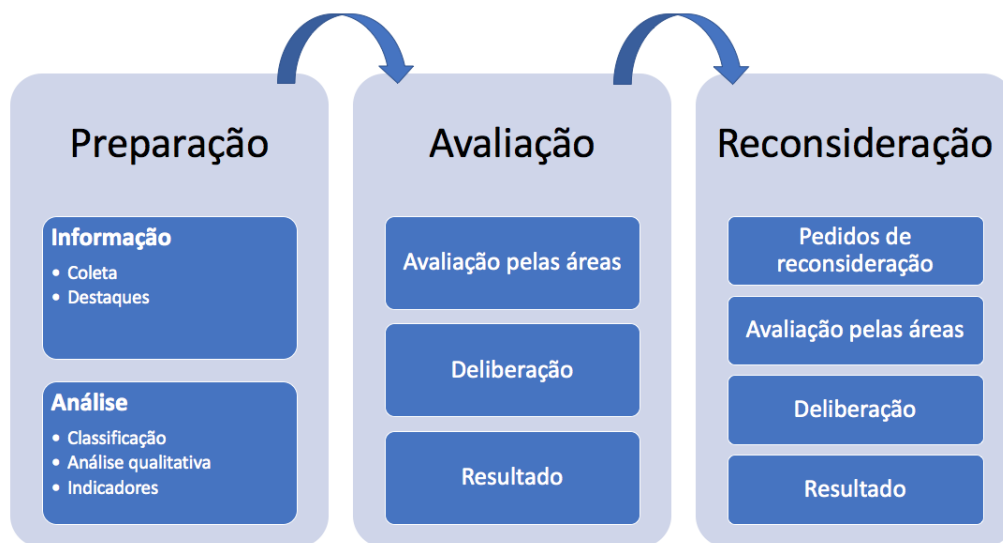 Preparação
Informação
• Coleta
• Destaques
Análise
• Classificação
• Análise qualitativa
• Indicadores
Avaliação
Avaliação pelas áreas
Deliberação
Resultado
Reconsideração
Pedidos de
reconsideração
Avaliação pelas áreas
Deliberação
Resultado